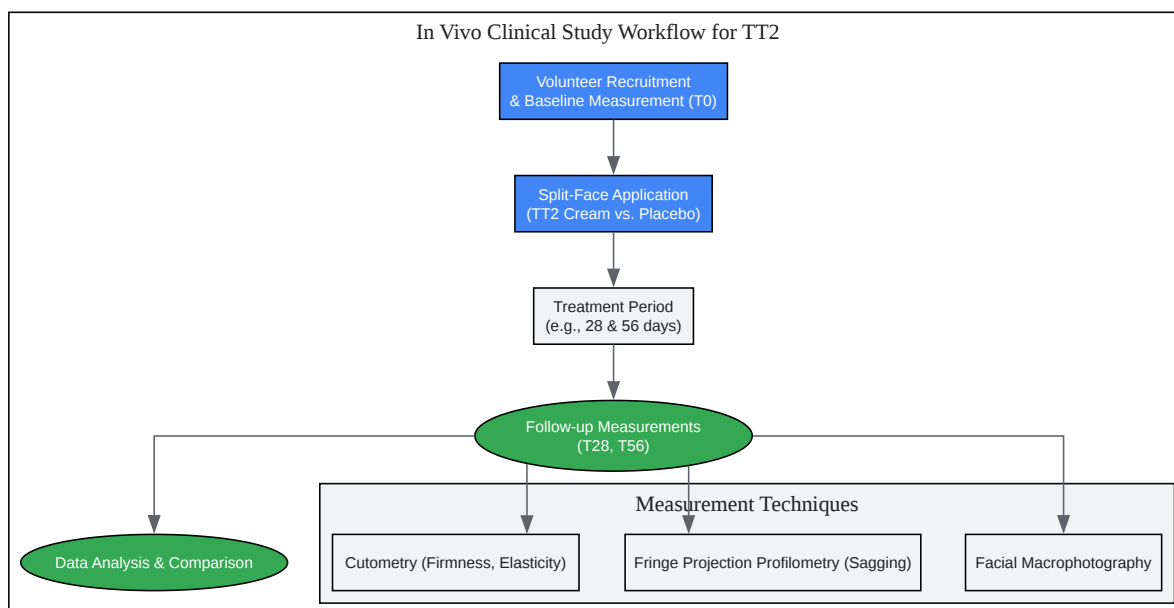 In Vivo Clinical Study Workflow for TT2
Volunteer Recruitment
& Baseline Measurement (T0)
Split-Face Application
(TT2 Cream vs. Placebo)
Treatment Period
(e.g., 28 & 56 days)
Follow-up Measurements
(T28, T56)
Measurement Techniques
Data Analysis & Comparison
Cutometry (Firmness, Elasticity)
Fringe Projection Profilometry (Sagging)
Facial Macrophotography